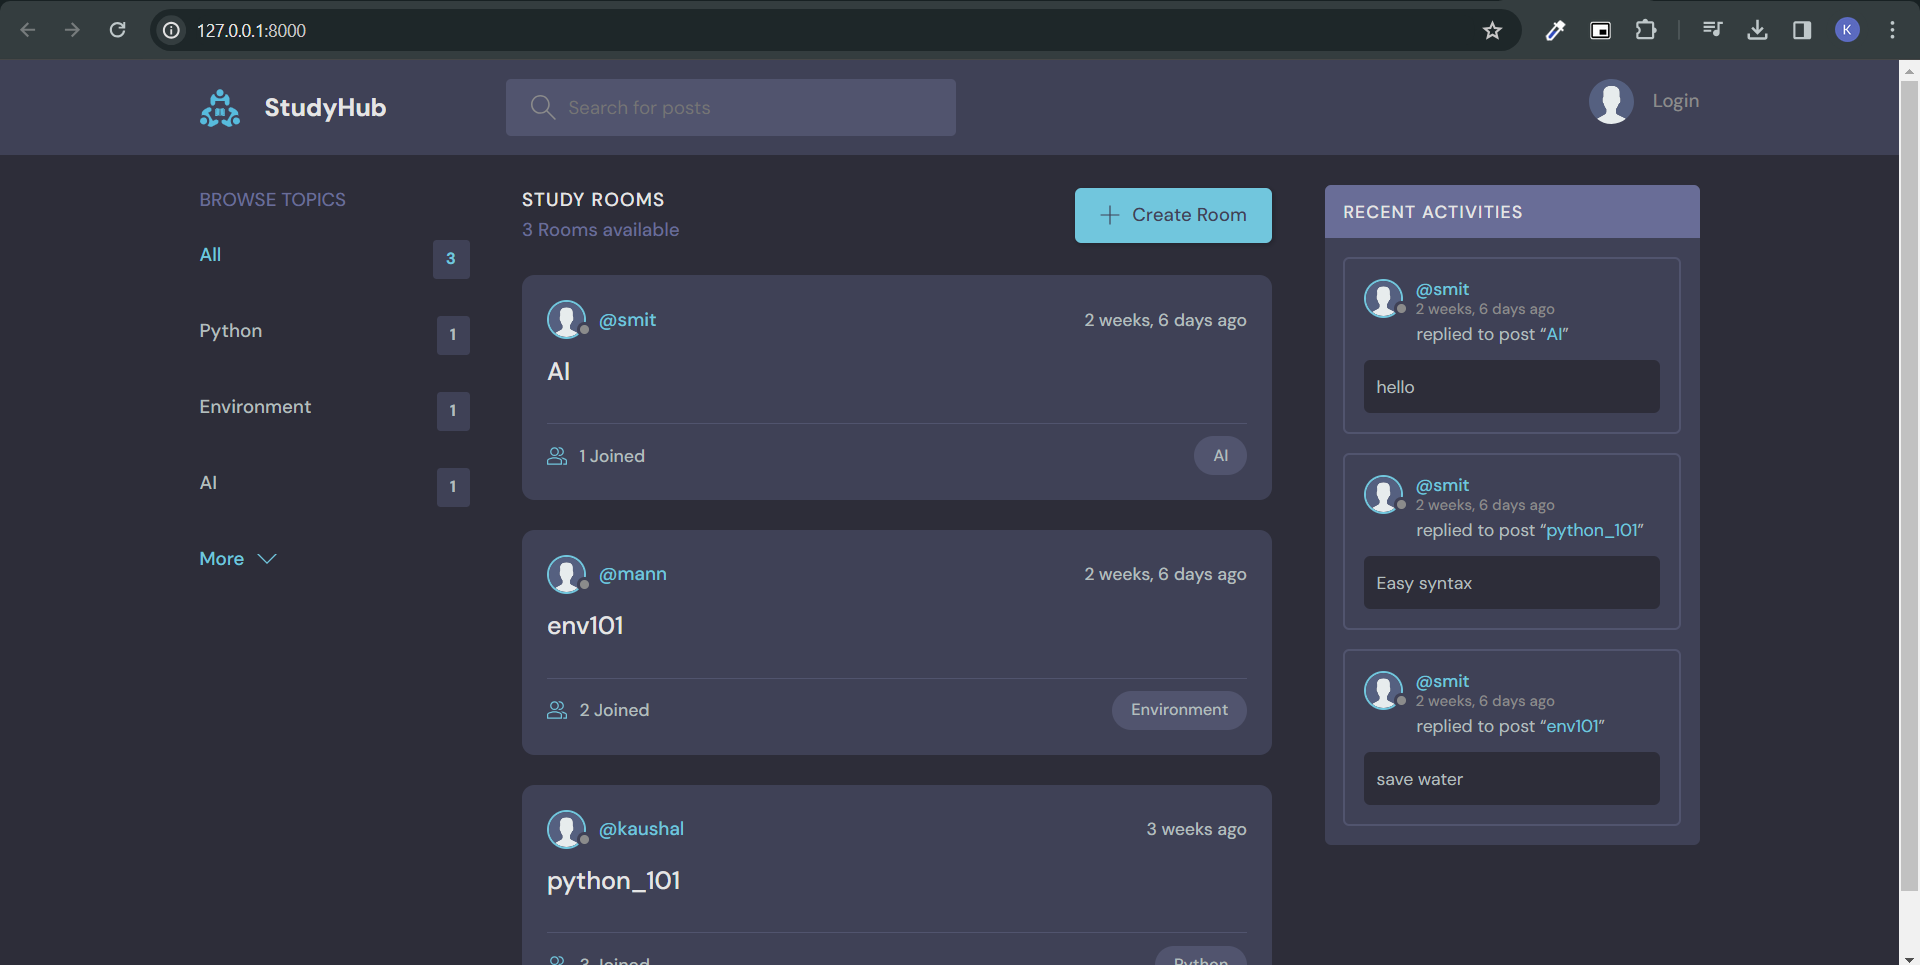 127.0.0.1:8000
K
StudyHub
Search for posts
Login
BROWSE TOPICS
All
3
Python
1
Environment
1
AI
1
More
STUDY ROOMS
3 Rooms available
Create Room
@smit
2 weeks, 6 days ago
AI
1 Joined
AI
@mann
2 weeks, 6 days ago
env101
2 Joined
Environment
@kaushal
3 weeks ago
python_101
3 Joined
Python
RECENT ACTIVITIES
@smit
2 weeks, 6 days ago
replied to post “AI”
hello
@smit
2 weeks, 6 days ago
replied to post “python_101”
Easy syntax
@smit
2 weeks, 6 days ago
replied to post “env101”
save water